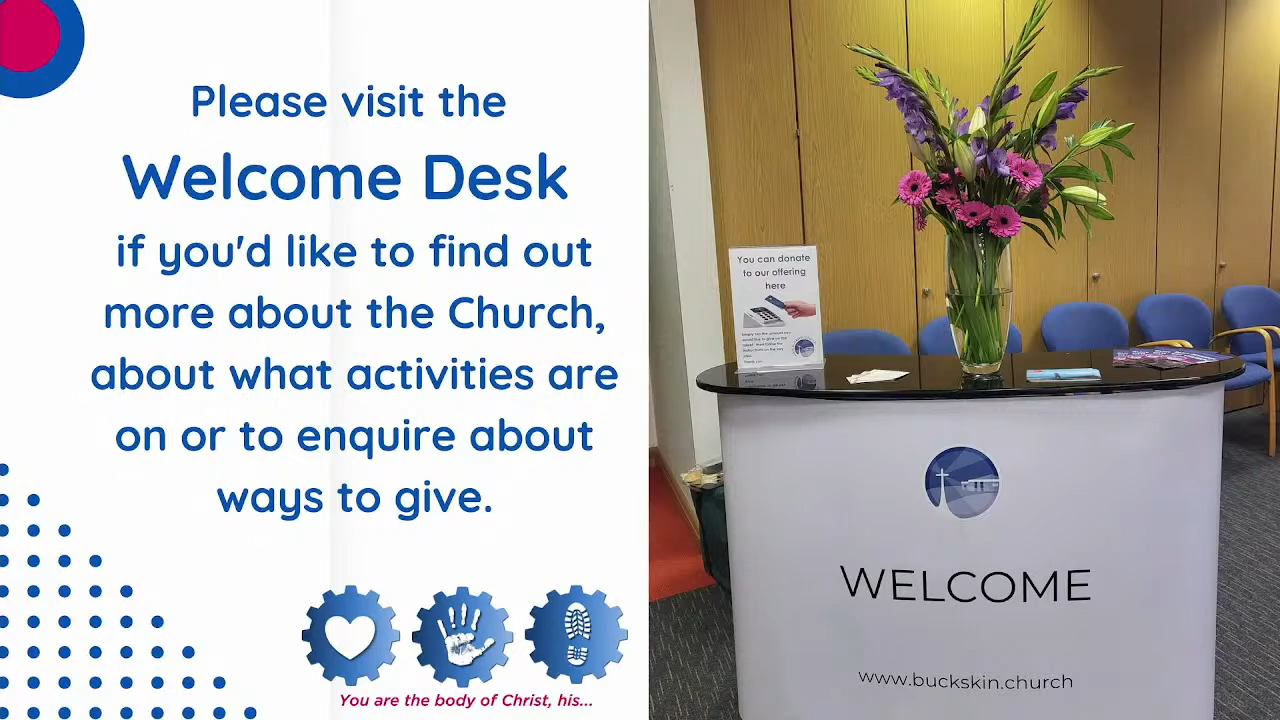 Please visit the
Welcome Desk
if you'd like to find out
more about the Church,
about what activities are
on or to enquire about
ways to give.
You are the body of Christ, his...
You can donate
to our offering
here
WELCOME
www.buckskin.church